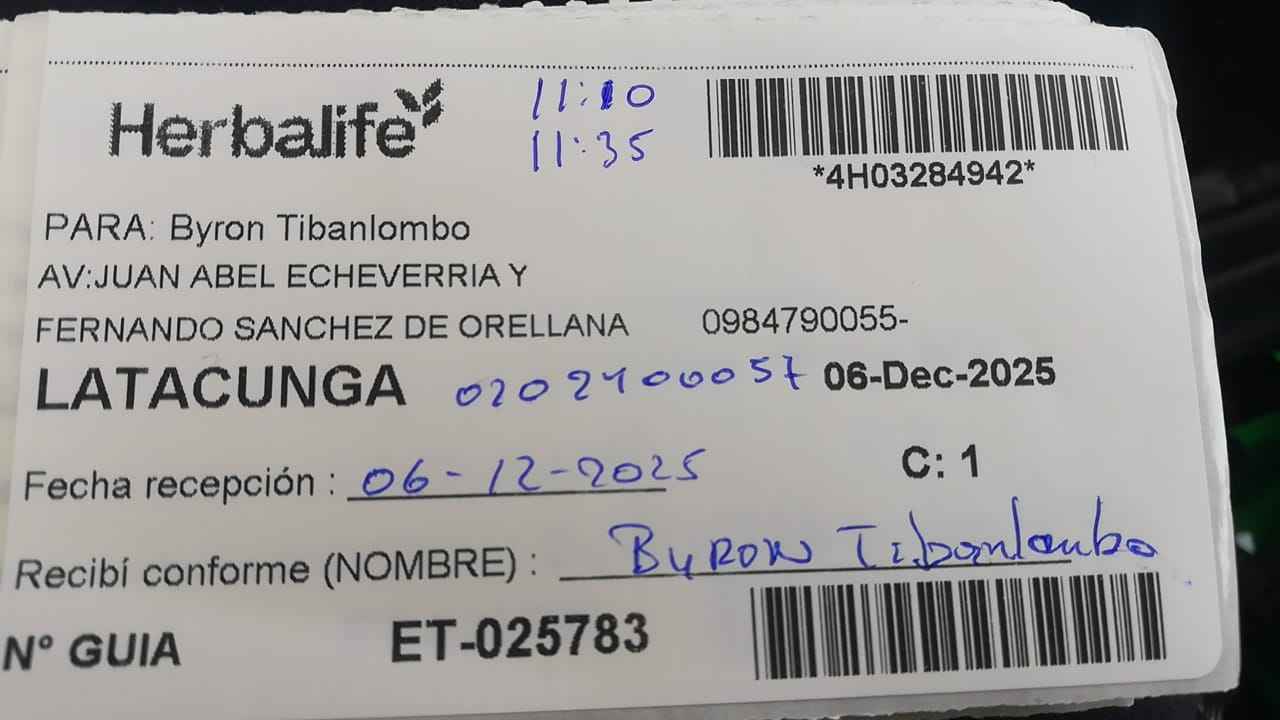 Herbalife
11:10
11:35
*4H03284942*
PARA: Byron Tibanlombo
AV:JUAN ABEL ECHEVERRIA Y
FERNANDO SANCHEZ DE ORELLANA 0984790055-
LATACUNGA 0202400057 06-Dec-2025
Fecha recepción : 06-12-2025
C: 1
Recibí conforme (NOMBRE) : Byron Tibanlombo
N° GUIA ET-025783